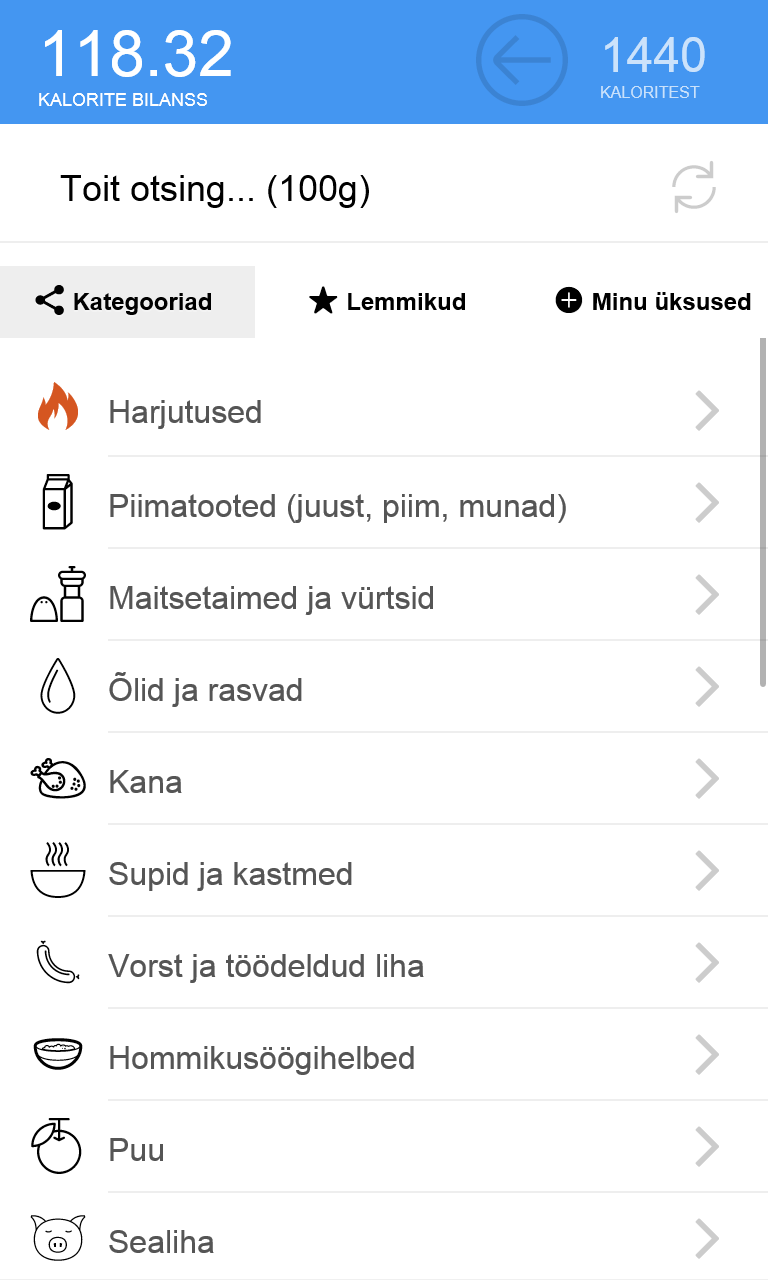 118.32
KALORITE BILANSS
1440
KALORITEST
Toit otsing... (100g)
Kategooriad
Lemmikud
Minu üksused
Harjutused
Piimatooted (juust, piim, munad)
Maitsetaimed ja vürtsid
Õlid ja rasvad
Kana
Supid ja kastmed
Vorst ja töödeldud liha
Hommikusöögihelbed
Puu
Sealiha